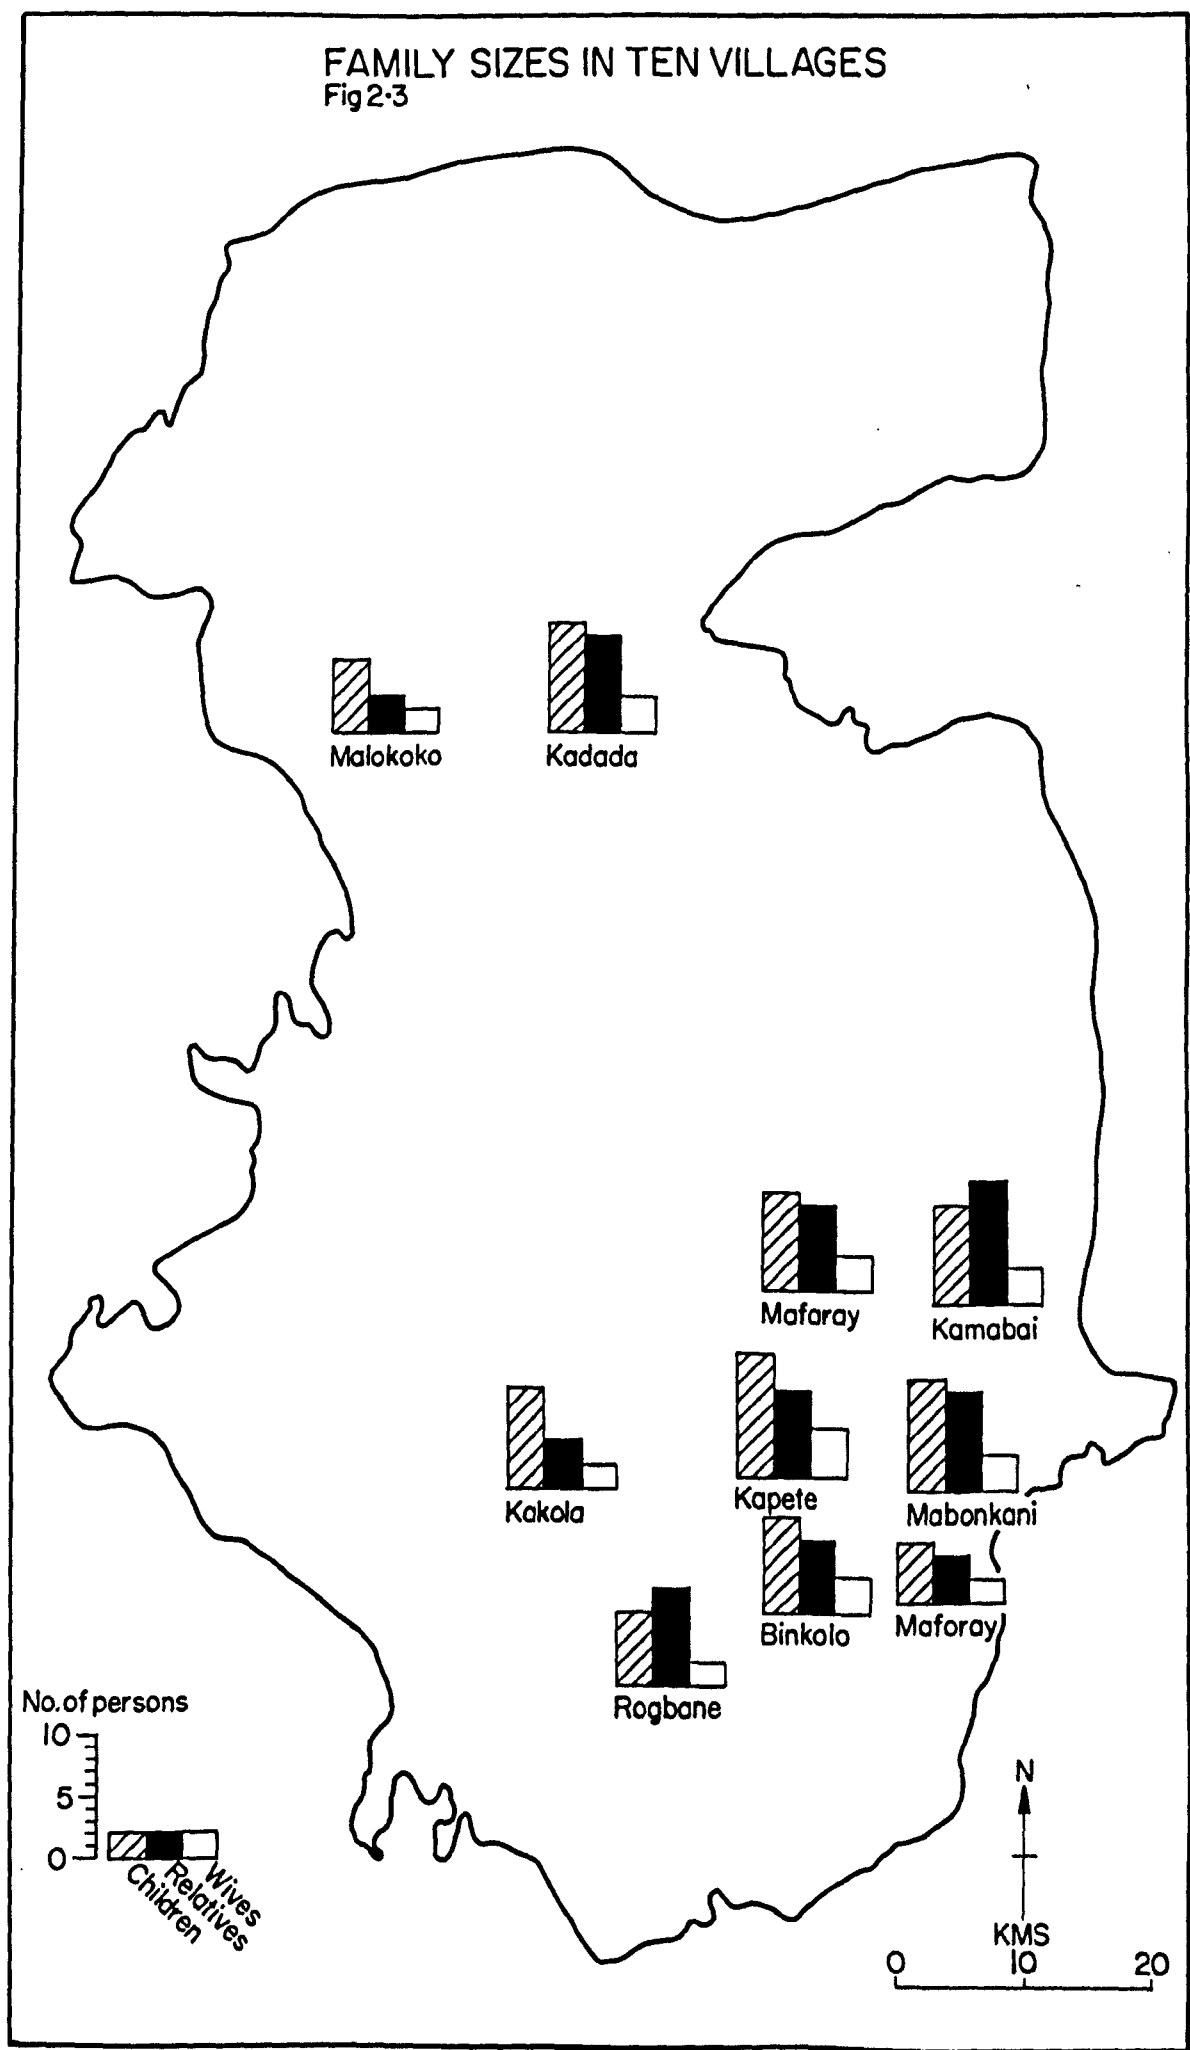 FAMILY SIZES IN TEN VILLAGES
Fig 2·3
Malokoko
Kadada
Mafaray
Kamabai
Kakola
Kapete
Mabonkani
Binkolo
Maforay
Rogbane
No. of persons
10
5
0
Children
Relatives
Wives
N
KMS
0 10 20